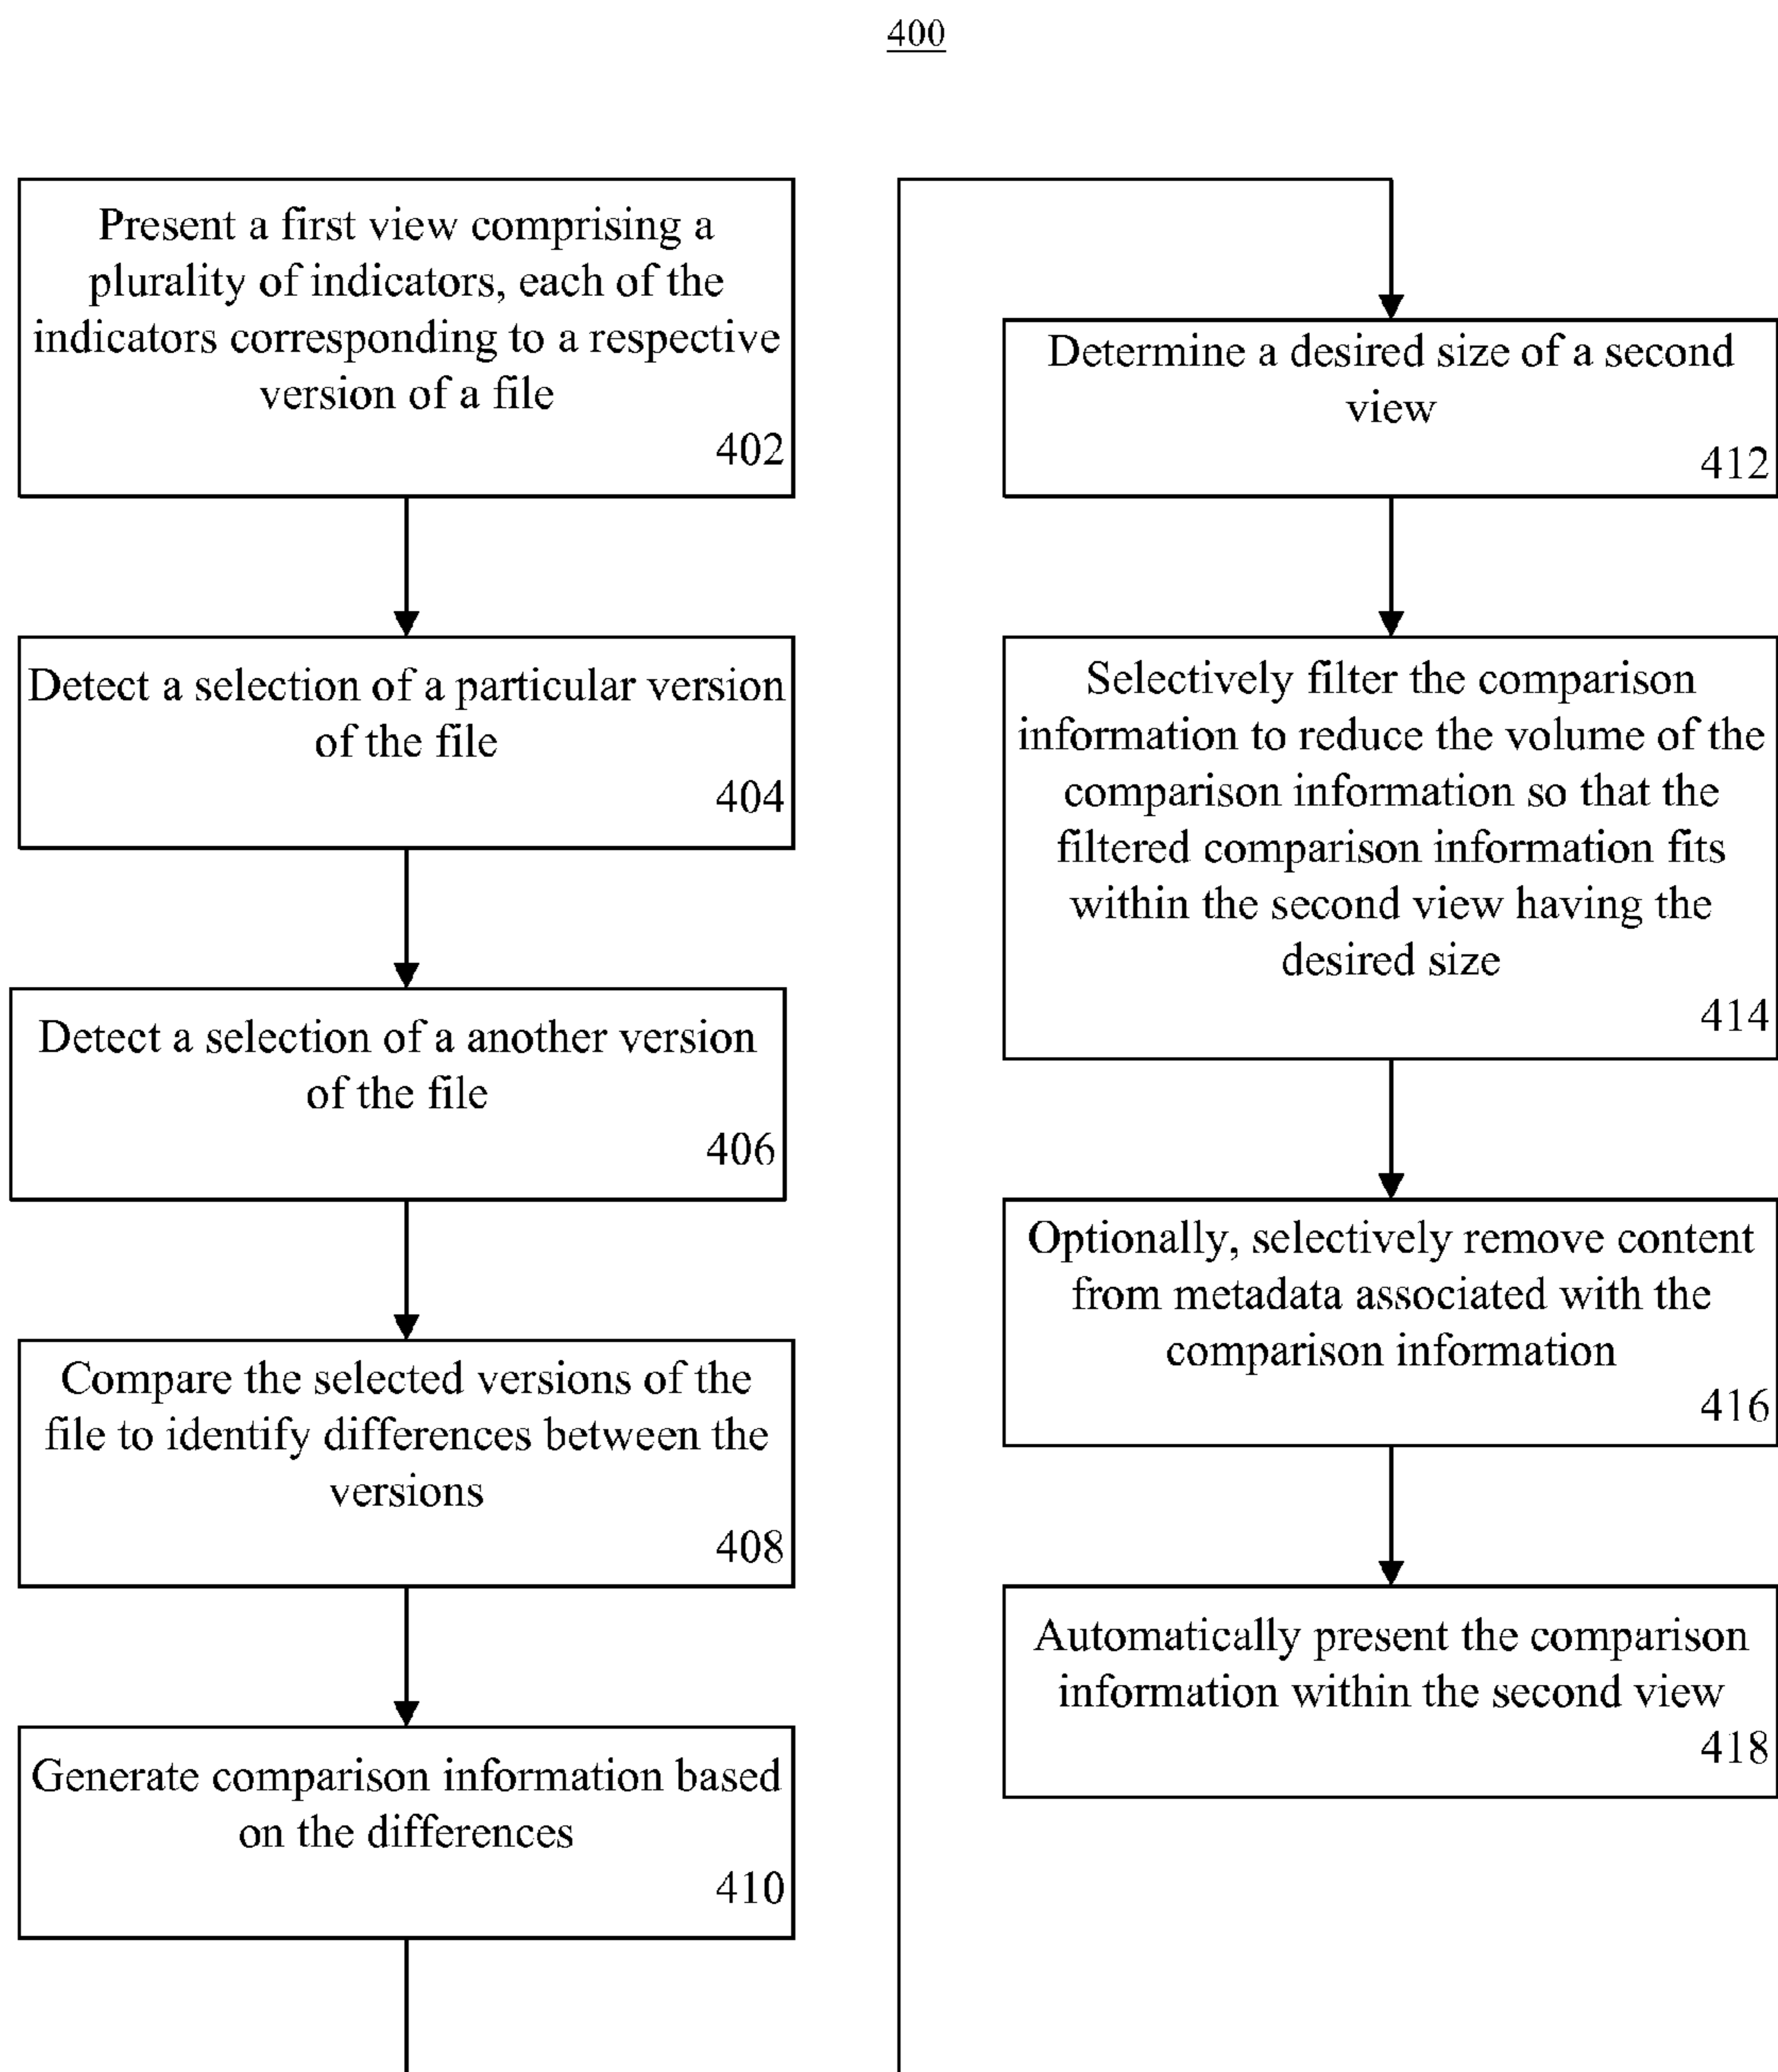 400
Present a first view comprising a
plurality of indicators, each of the
indicators corresponding to a respective
version of a file
402
Detect a selection of a particular version
of the file
404
Detect a selection of a another version
of the file
406
Compare the selected versions of the
file to identify differences between the
versions
408
Generate comparison information based
on the differences
410
Determine a desired size of a second
view
412
Selectively filter the comparison
information to reduce the volume of the
comparison information so that the
filtered comparison information fits
within the second view having the
desired size
414
Optionally, selectively remove content
from metadata associated with the
comparison information
416
Automatically present the comparison
information within the second view
418